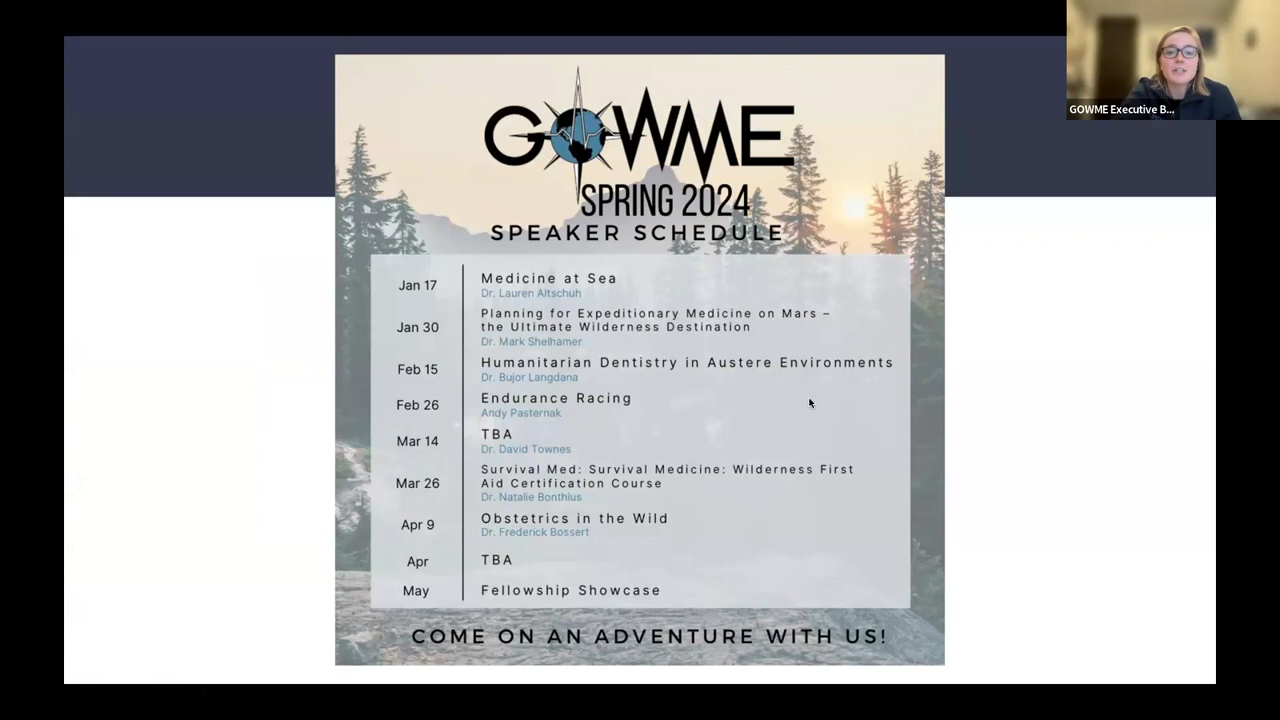 GOWME
SPRING 2024
SPEAKER SCHEDULE
Jan 17
Medicine at Sea
Dr. Lauren Altschuh
Jan 30
Planning for Expeditionary Medicine on Mars –
the Ultimate Wilderness Destination
Dr. Mark Shelhamer
Feb 15
Humanitarian Dentistry in Austere Environments
Dr. Bujor Langdana
Feb 26
Endurance Racing
Andy Pasternak
Mar 14
TBA
Dr. David Townes
Mar 26
Survival Med: Survival Medicine: Wilderness First
Aid Certification Course
Dr. Natalie Bonthius
Apr 9
Obstetrics in the Wild
Dr. Frederick Bossert
Apr
TBA
May
Fellowship Showcase
COME ON AN ADVENTURE WITH US!
GOWME Executive B...